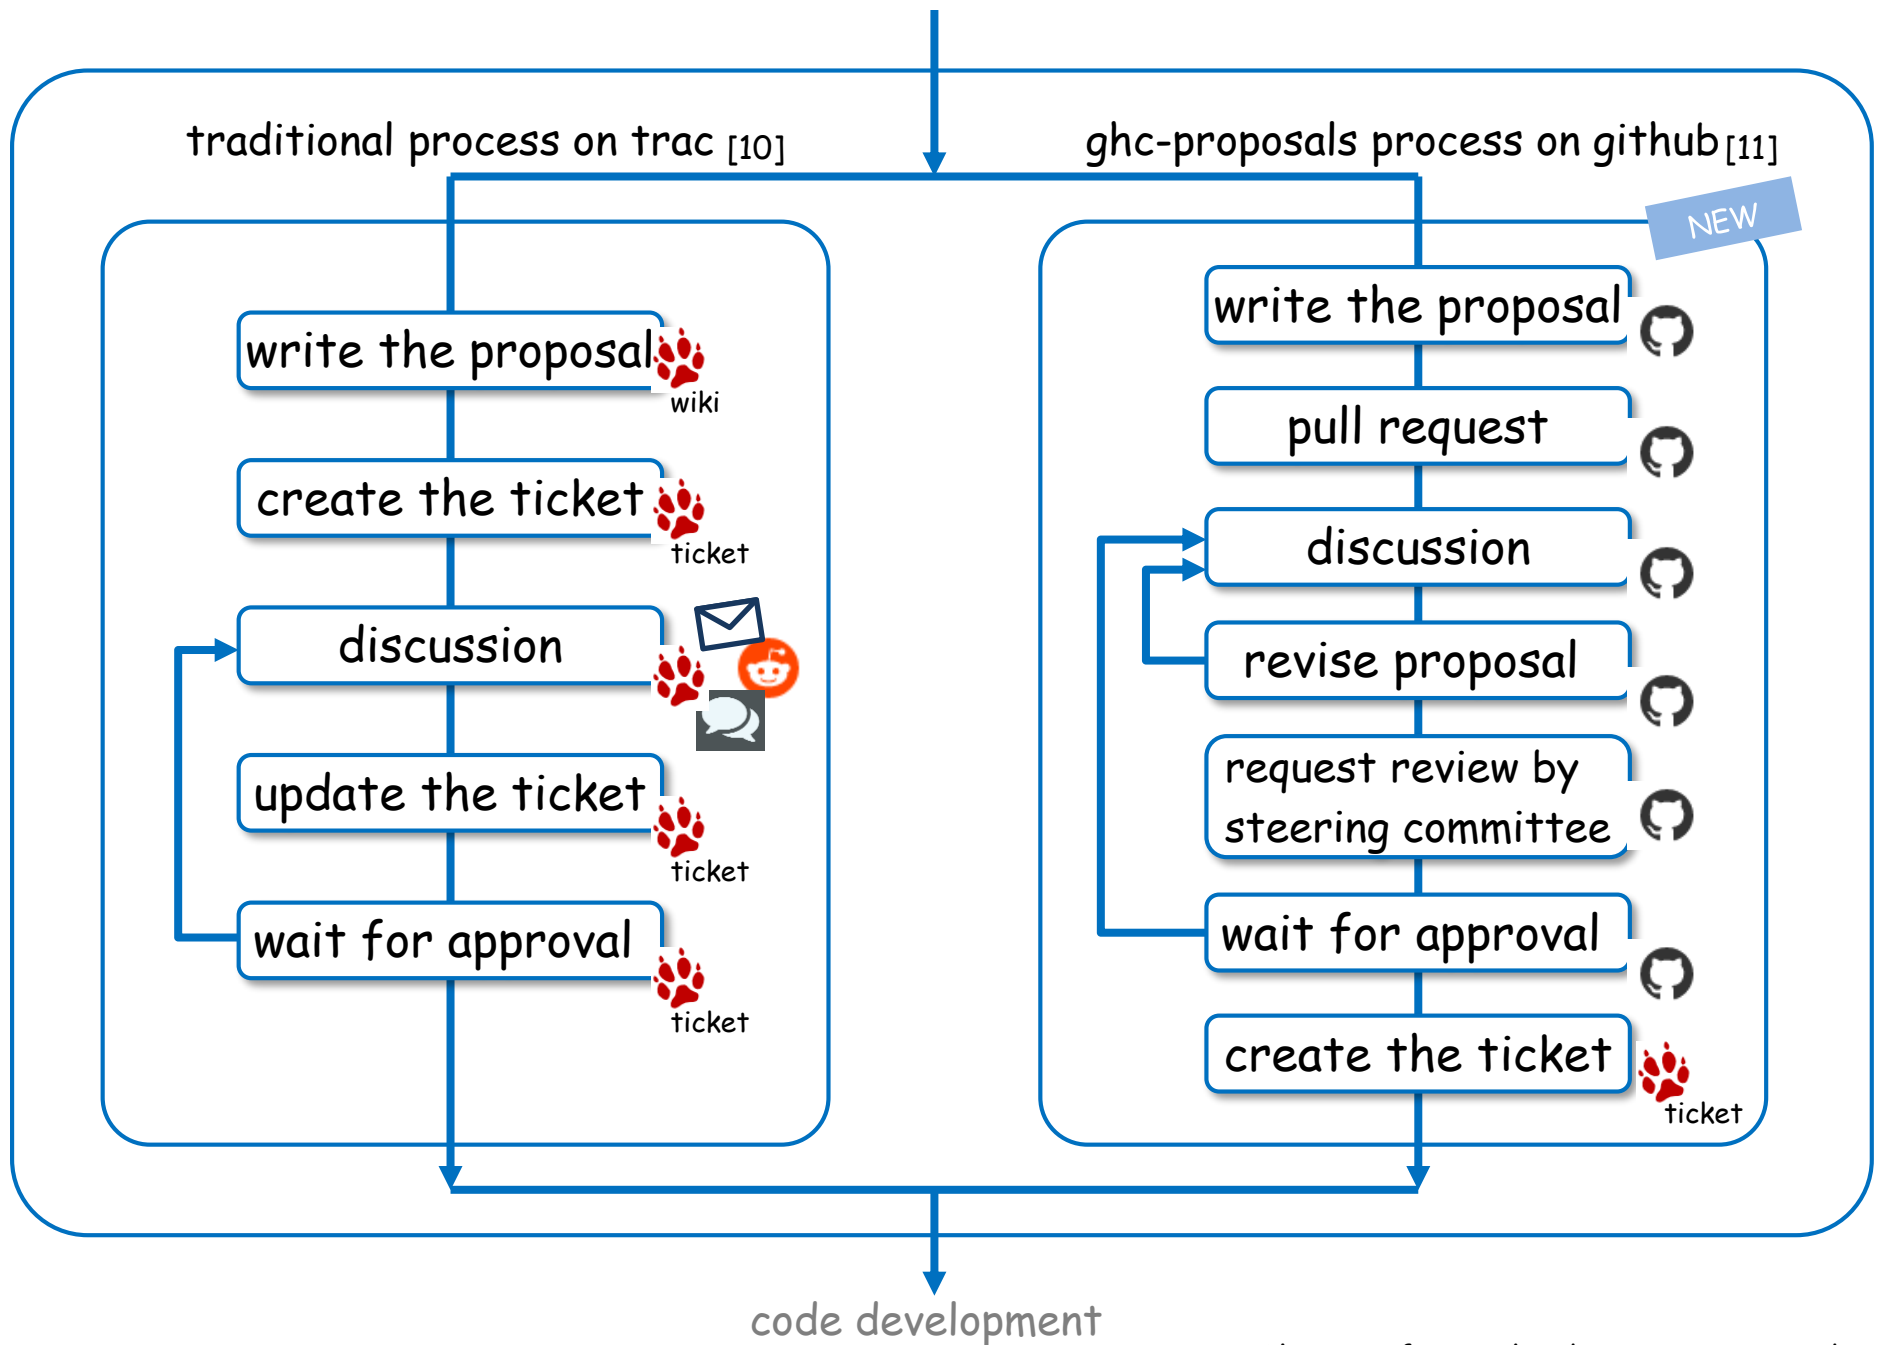 traditional process on trac [10]
write the proposal
wiki
create the ticket
ticket
discussion
update the ticket
ticket
wait for approval
ticket
ghc-proposals process on github [11]
NEW
write the proposal
pull request
discussion
revise proposal
request review by
steering committee
wait for approval
create the ticket
ticket
code development